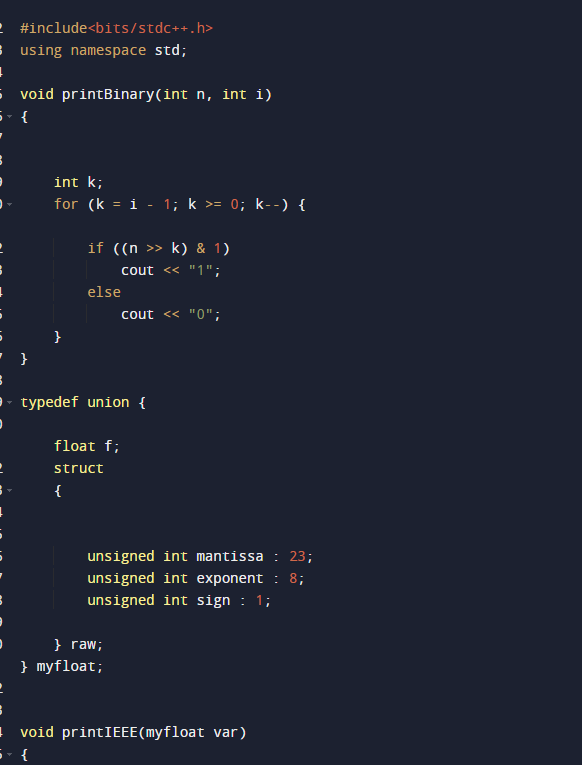 #include<bits/stdc++.h>
using namespace std;
void printBinary(int n, int i)
{
int k;
for (k = i - 1; k >= 0; k--) {
if ((n >> k) & 1)
cout << "1";
else
cout << "0";
}
}
typedef union {
float f;
struct
{
unsigned int mantissa : 23;
unsigned int exponent : 8;
unsigned int sign : 1;
} raw;
} myfloat;
void printIEEE(myfloat var)
{